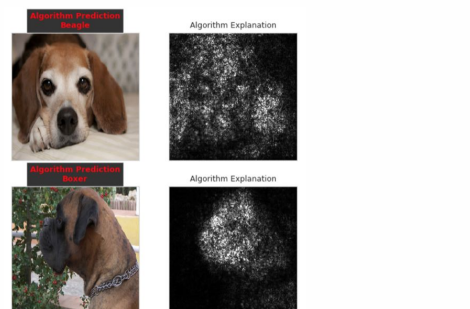 Algorithm Prediction
Beagle
Algorithm Explanation
Algorithm Prediction
Boxer
Algorithm Explanation